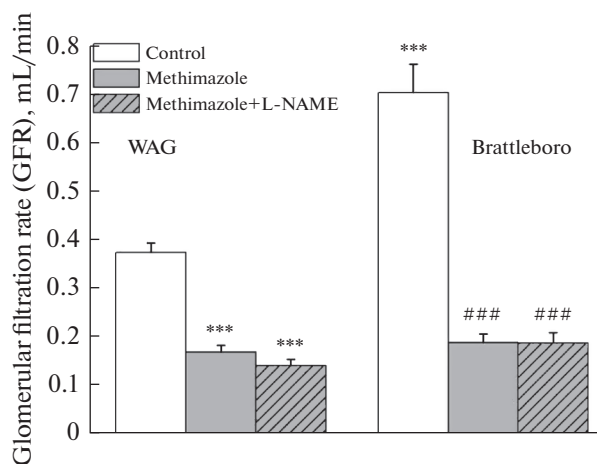 Glomerular filtration rate (GFR), mL/min
0.8
0.7
0.6
0.5
0.4
0.3
0.2
0.1
0
Control
Methimazole
Methimazole+L-NAME
WAG
Brattleboro
***
***
***
###
###